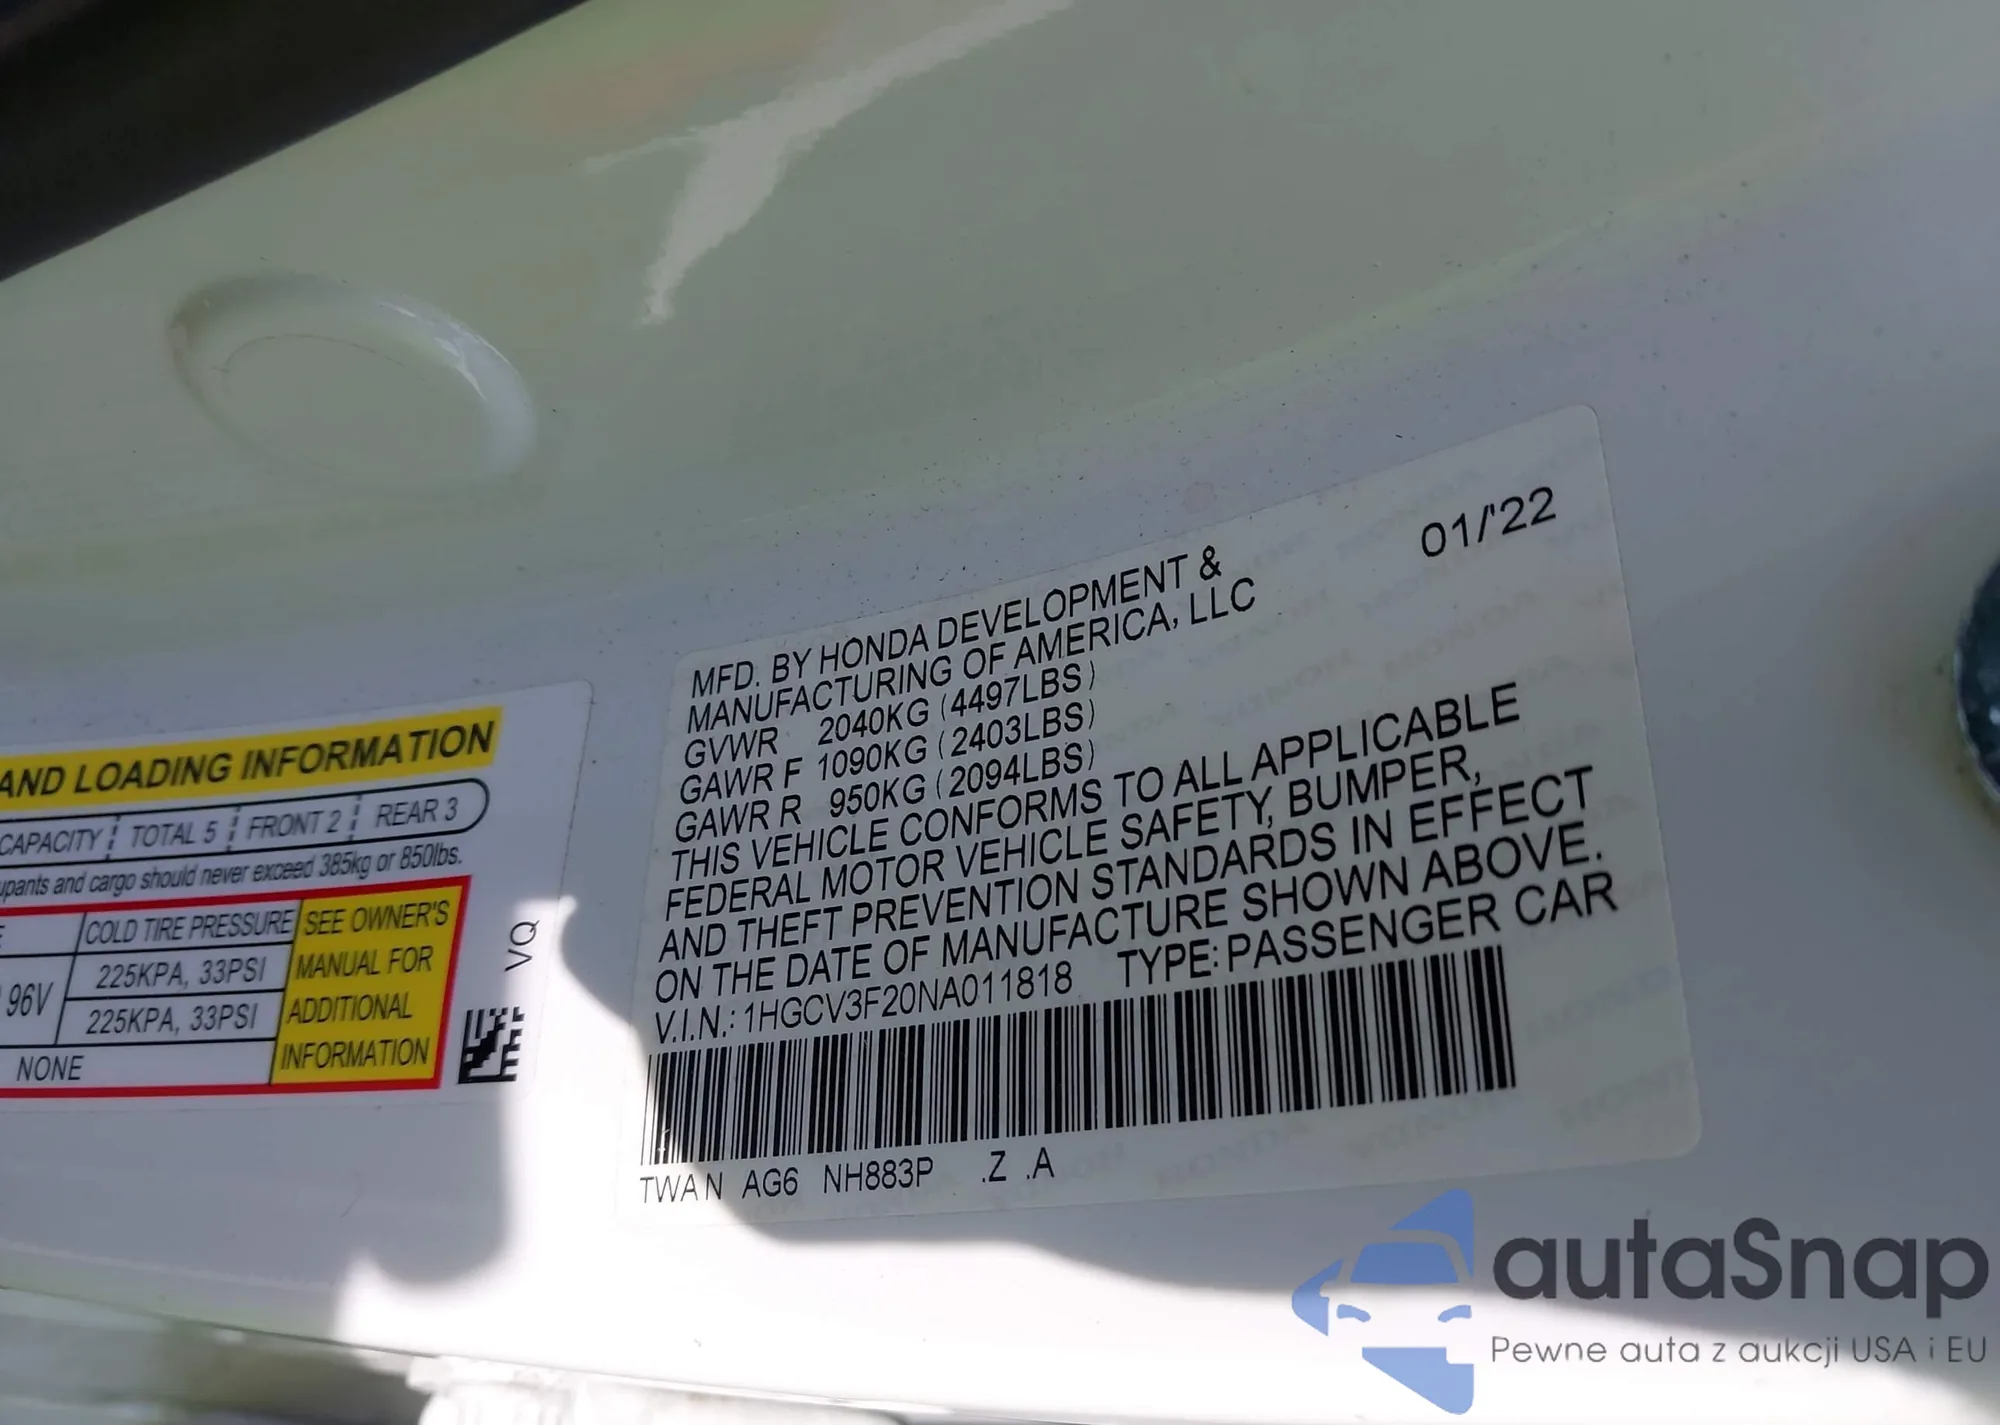 AND LOADING INFORMATION
CAPACITY TOTAL 5 FRONT 2 REAR 3
and cargo should never exceed 385kg or 850lbs.
COLD TIRE PRESSURE
96V
225KPA, 33PSI
225KPA, 33PSI
NONE
SEE OWNER'S
MANUAL FOR
ADDITIONAL
INFORMATION
VQ
01/'22
MFD. BY HONDA DEVELOPMENT &
MANUFACTURING OF AMERICA, LLC
GVWR 2040KG (4497LBS)
GAWR F 1090KG (2403LBS)
GAWR R 950KG (2094LBS)
THIS VEHICLE CONFORMS TO ALL APPLICABLE
FEDERAL MOTOR VEHICLE SAFETY, BUMPER,
AND THEFT PREVENTION STANDARDS IN EFFECT
ON THE DATE OF MANUFACTURE SHOWN ABOVE.
V.I.N.: 1HGCV3F20NA011818 TYPE: PASSENGER CAR
TWAN AG6 NH883P .Z .A
autaSnap
Pewne auta z aukcji USA i EU